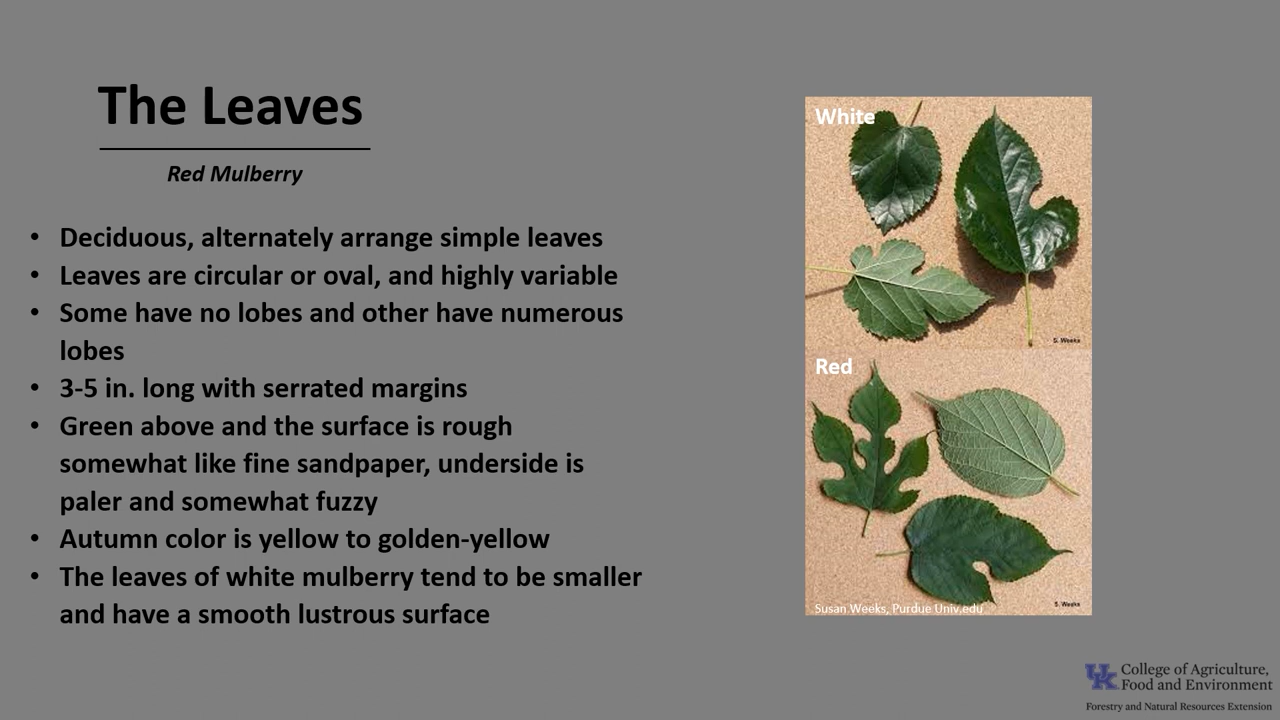 The Leaves
Red Mulberry
• Deciduous, alternately arrange simple leaves
• Leaves are circular or oval, and highly variable
• Some have no lobes and other have numerous
lobes
• 3-5 in. long with serrated margins
• Green above and the surface is rough
somewhat like fine sandpaper, underside is
paler and somewhat fuzzy
• Autumn color is yellow to golden-yellow
• The leaves of white mulberry tend to be smaller
and have a smooth lustrous surface
White
S. Weeks
Red
S. Weeks
Susan Weeks, Purdue Univ,edu
UK College of Agriculture,
Food and Environment
Forestry and Natural Resources Extension